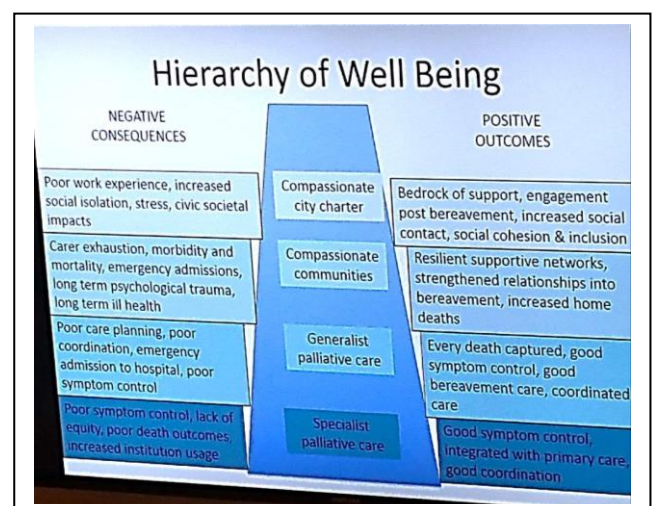 Hierarchy of Well Being
NEGATIVE
CONSEQUENCES
POSITIVE
OUTCOMES
Poor work experience, increased
social isolation, stress, civic societal
impacts
Compassionate
city charter
Bedrock of support, engagement
post bereavement, increased social
contact, social cohesion & inclusion
Carer exhaustion, morbidity and
mortality, emergency admissions,
long term psychological trauma,
long term ill health
Compassionate
communities
Resilient supportive networks,
strengthened relationships into
bereavement, increased home
deaths
Poor care planning, poor
coordination, emergency
admission to hospital, poor
symptom control
Generalist
palliative care
Every death captured, good
symptom control, good
bereavement care, coordinated
care
Poor symptom control, lack of
equity, poor death outcomes,
increased institution usage
Specialist
palliative care
Good symptom control,
integrated with primary care,
good coordination